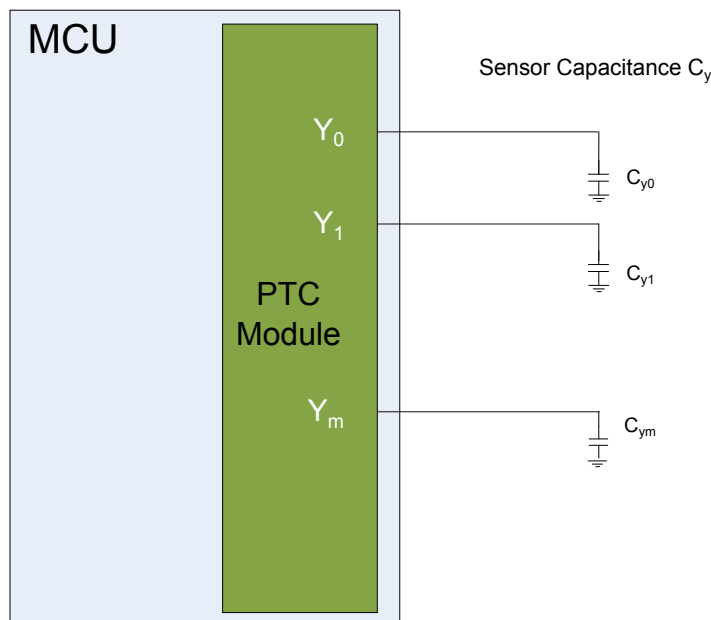 MCU
Sensor Capacitance Cy
Y0
Cy0
Y1
Cy1
PTC
Module
Ym
Cym